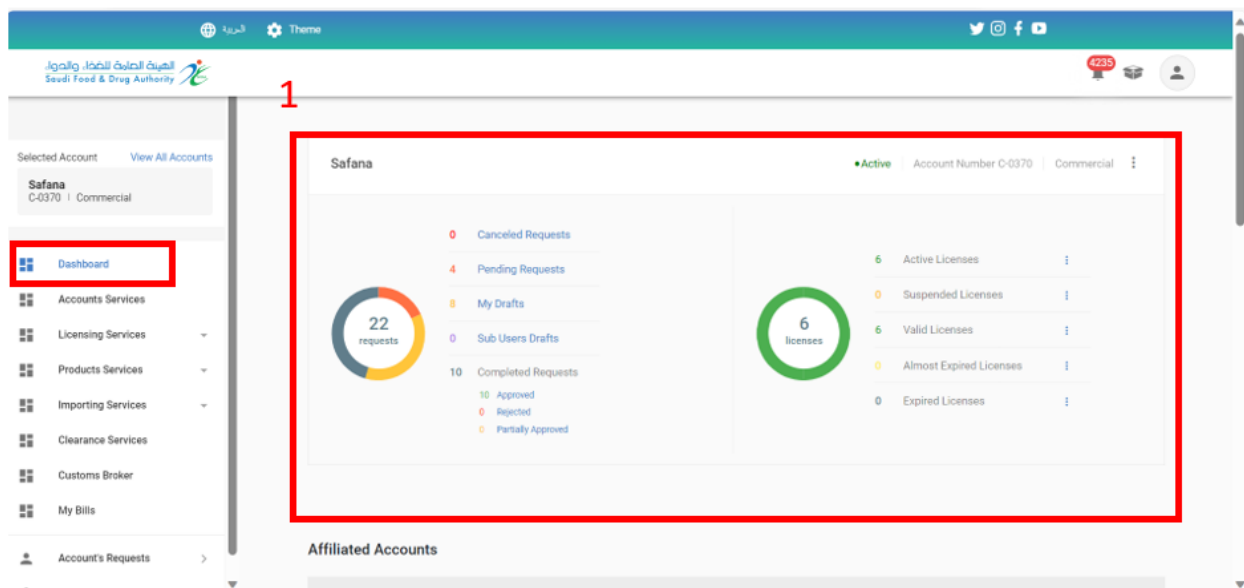 العربية
Theme
الهيئة العامة للغذاء والدواء
Saudi Food & Drug Authority
4235
1
Selected Account View All Accounts
Safana
C-0370 | Commercial
Dashboard
Accounts Services
Licensing Services
Products Services
Importing Services
Clearance Services
Customs Broker
My Bills
Account's Requests
Safana
Active Account Number C-0370 Commercial
22
requests
0 Canceled Requests
4 Pending Requests
8 My Drafts
0 Sub Users Drafts
10 Completed Requests
10 Approved
0 Rejected
0 Partially Approved
6
licenses
6 Active Licenses
0 Suspended Licenses
6 Valid Licenses
0 Almost Expired Licenses
0 Expired Licenses
Affiliated Accounts